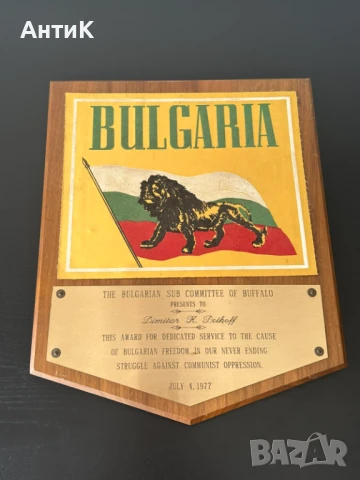 АнтиК
BULGARIA
THE BULGARIAN SUB COMMITTEE OF BUFFALO
PRESENTS TO
Dimitar K.
THIS AWARD FOR DEDICATED SERVICE TO THE CAUSE
OF BULGARIAN FREEDOM IN OUR NEVER ENDING
STRUGGLE AGAINST COMMUNIST OPPRESSION.
JULY 4, 1977
BAZAR